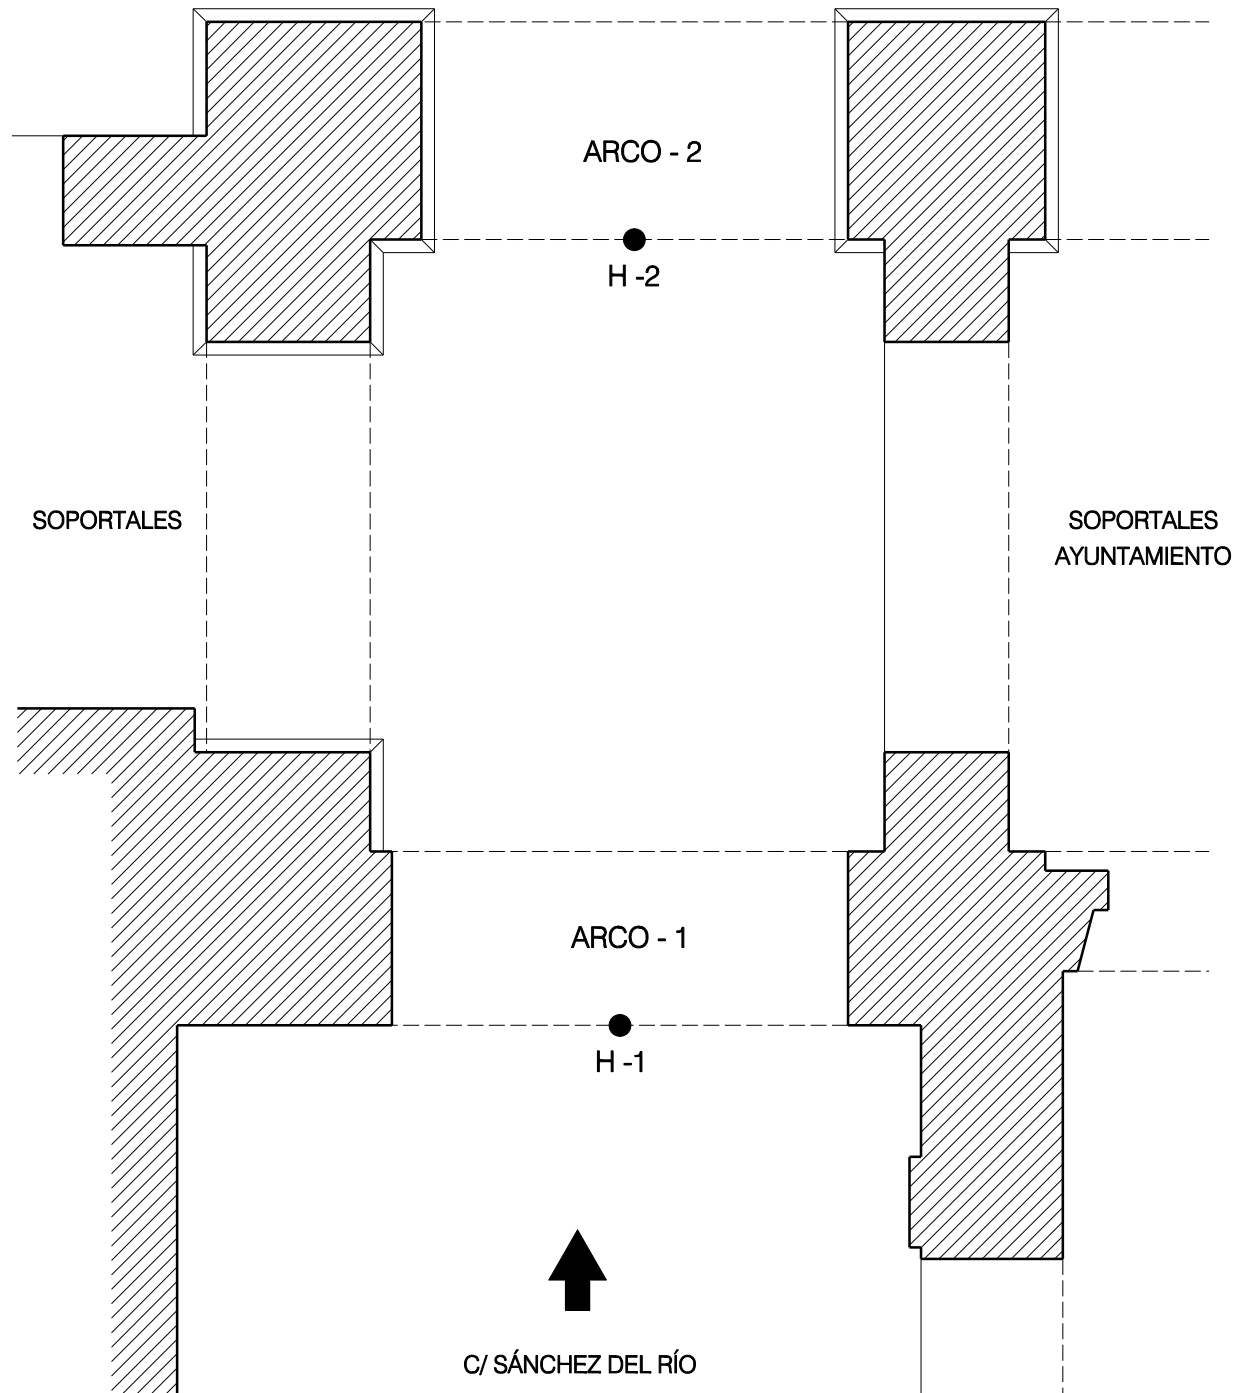 ARCO - 2
H -2
SOPORTALES
SOPORTALES
AYUNTAMIENTO
ARCO - 1
H -1
C/ SÁNCHEZ DEL RÍO